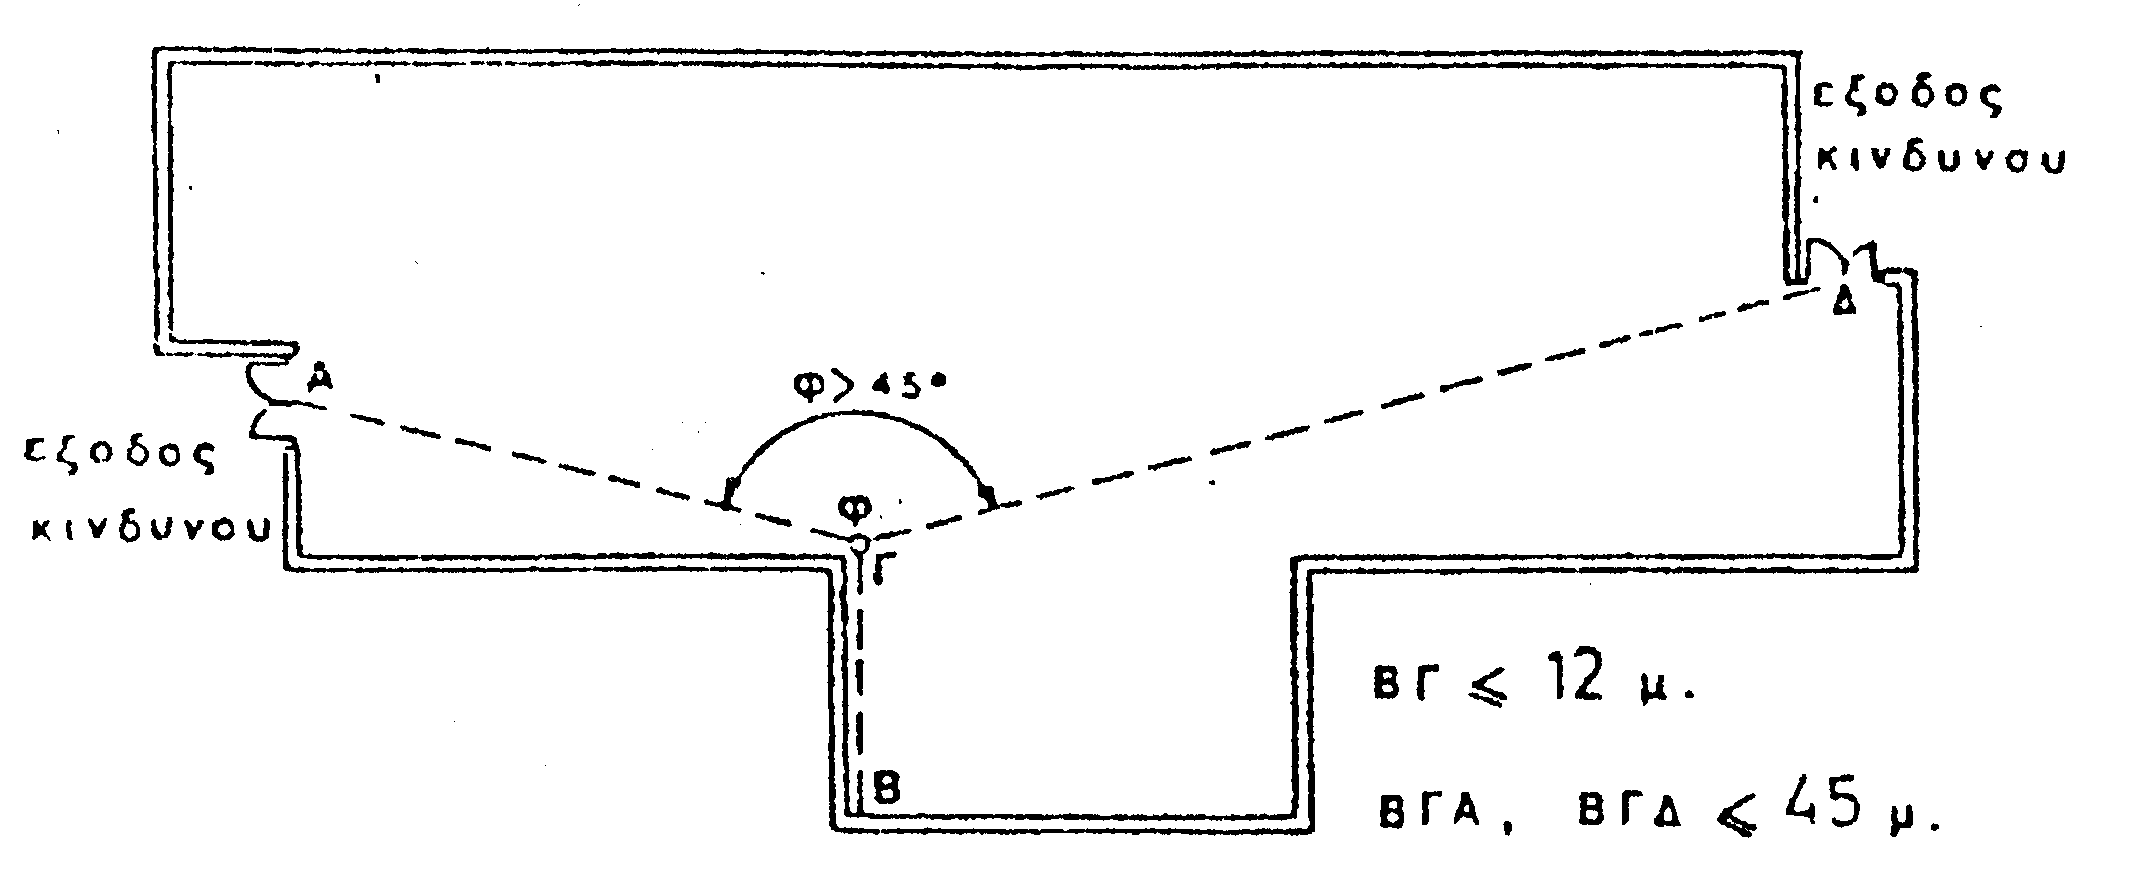 εξοδος
κινδυνου
Δ
Α
φ> 45°
εξοδος
κινδυνου
φ
Γ
Β
ΒΓ ⩽ 12 μ.
ΒΓΑ, ΒΓΔ ⩽ 45 μ.